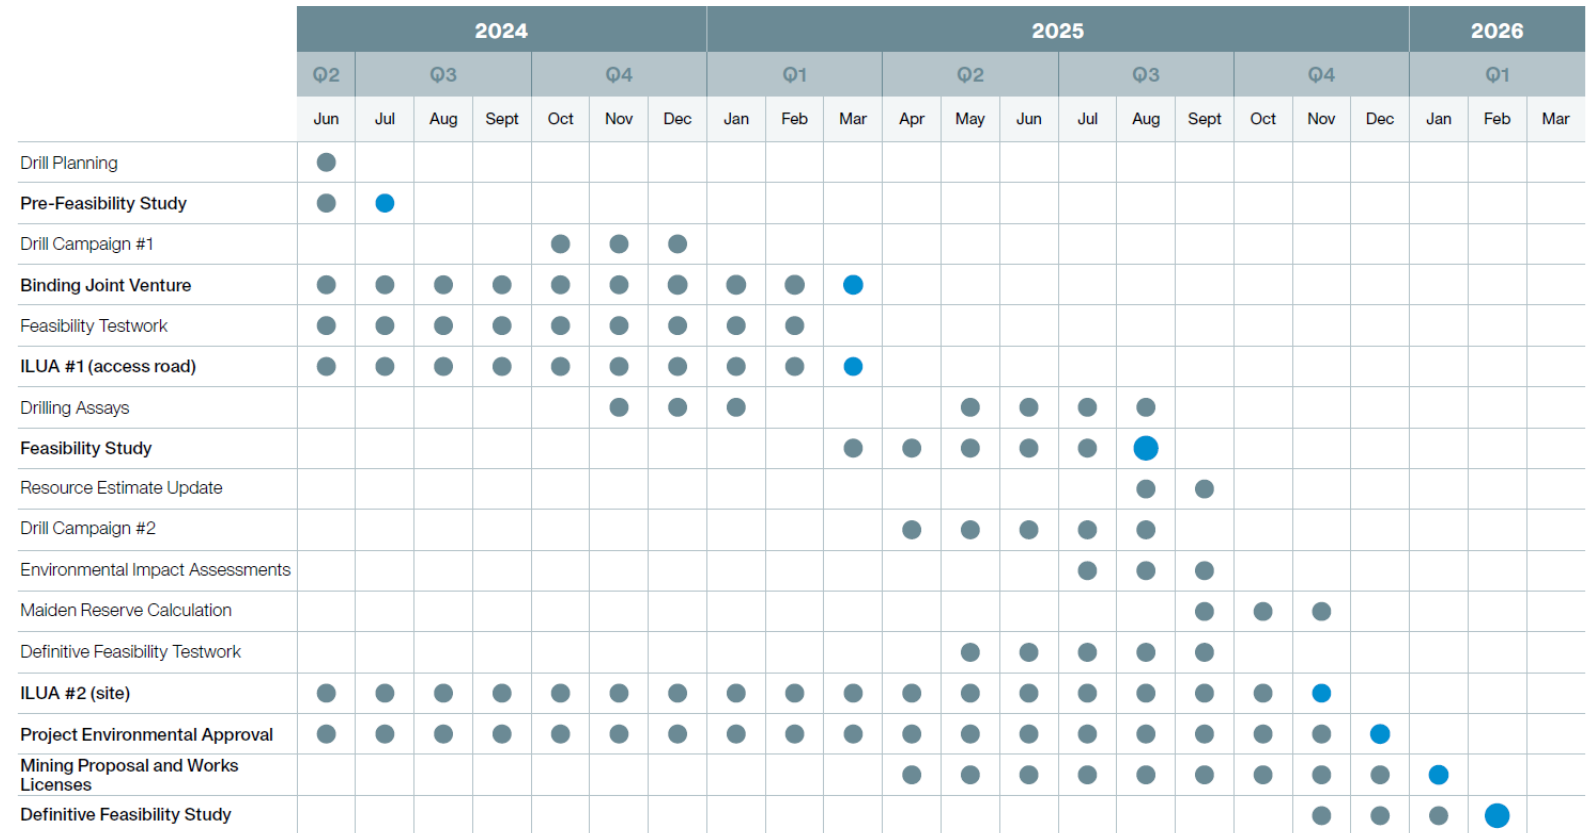 2024 2025 2026
Q2 Q3 Q4 Q1 Q2 Q3 Q4 Q1
Jun Jul Aug Sept Oct Nov Dec Jan Feb Mar Apr May Jun Jul Aug Sept Oct Nov Dec Jan Feb Mar
Drill Planning
Pre-Feasibility Study
Drill Campaign #1
Binding Joint Venture
Feasibility Testwork
ILUA #1 (access road)
Drilling Assays
Feasibility Study
Resource Estimate Update
Drill Campaign #2
Environmental Impact Assessments
Maiden Reserve Calculation
Definitive Feasibility Testwork
ILUA #2 (site)
Project Environmental Approval
Mining Proposal and Works
Licenses
Definitive Feasibility Study